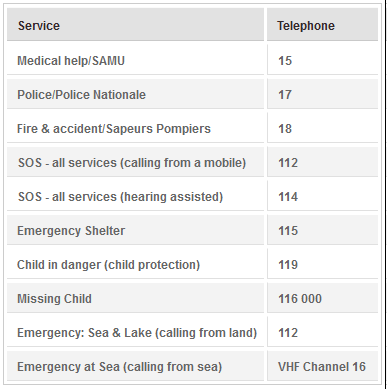 Service Telephone
Medical help/SAMU 15
Police/Police Nationale 17
Fire & accident/Sapeurs Pompiers 18
SOS - all services (calling from a mobile) 112
SOS - all services (hearing assisted) 114
Emergency Shelter 115
Child in danger (child protection) 119
Missing Child 116 000
Emergency: Sea & Lake (calling from land) 112
Emergency at Sea (calling from sea) VHF Channel 16